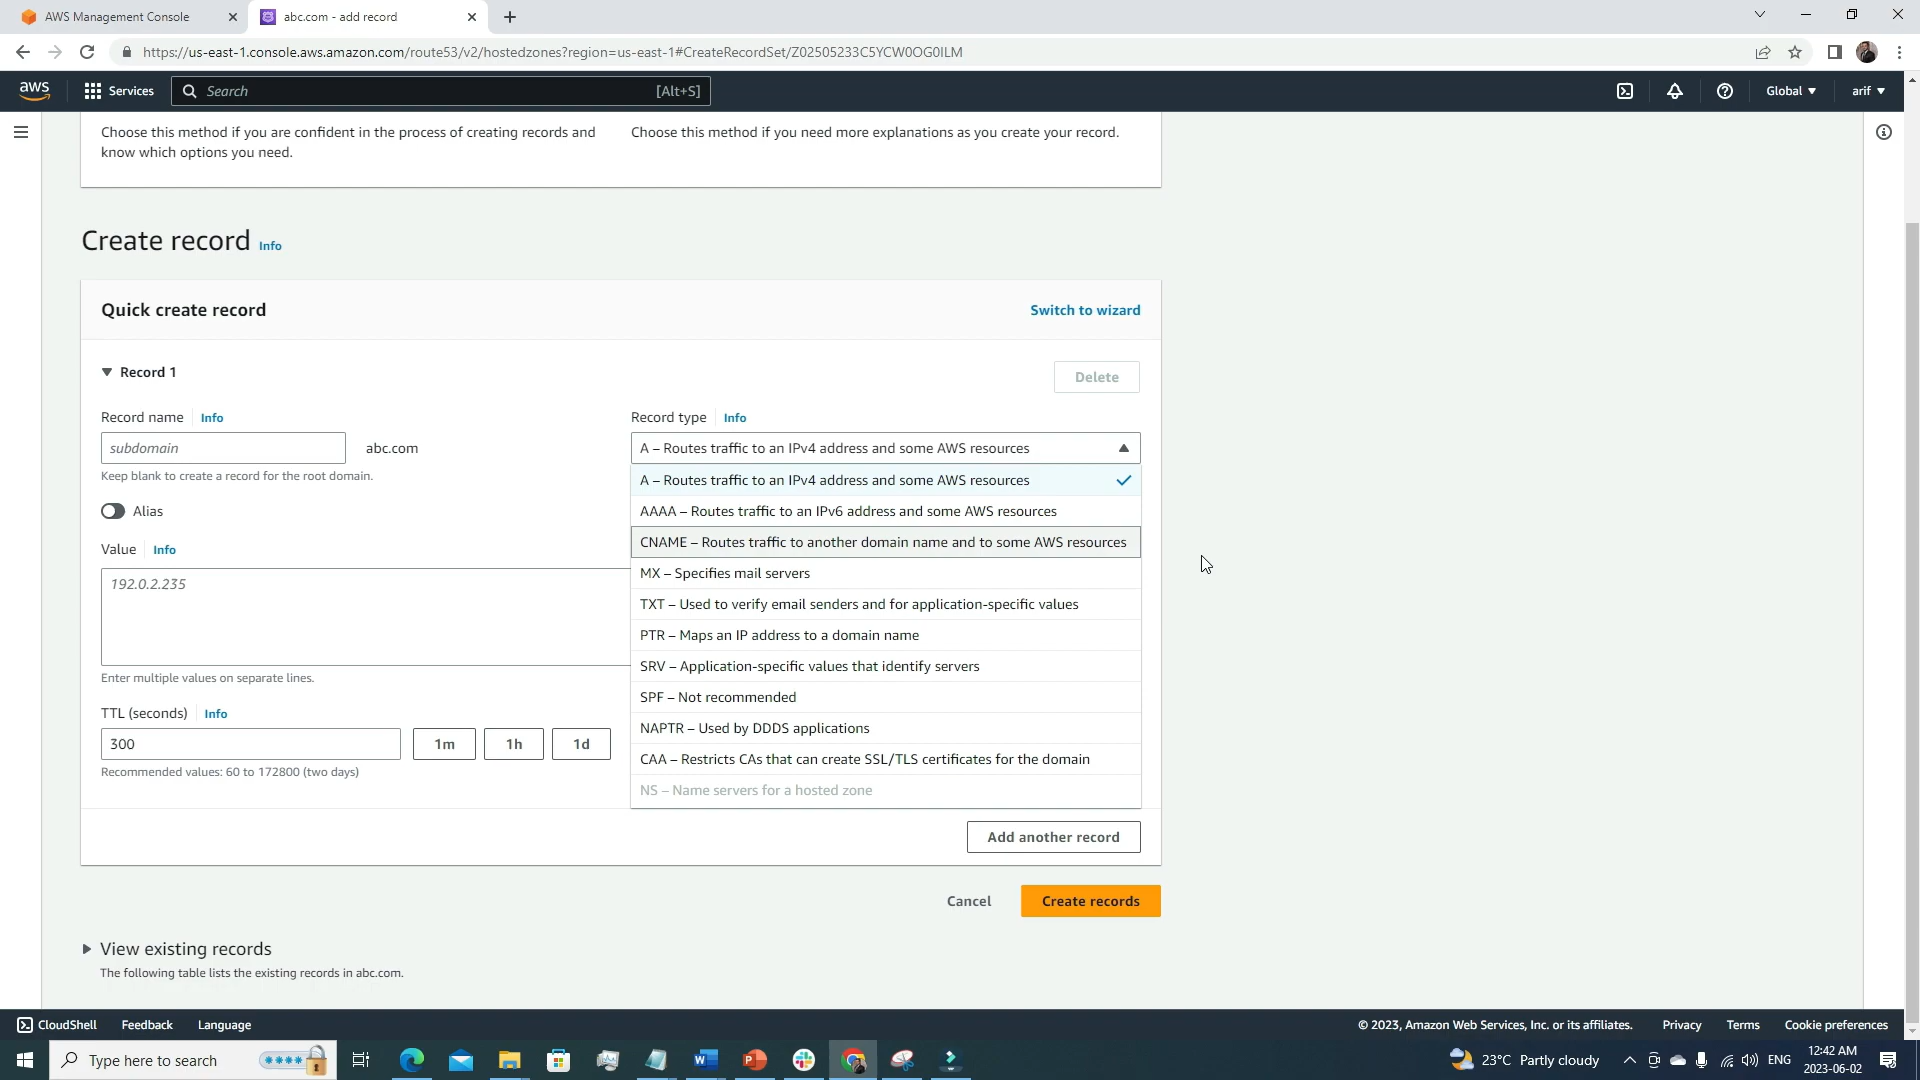 AWS Management Console
abc.com - add record
https://us-east-1.console.aws.amazon.com/route53/v2/hostedzones?region=us-east-1#CreateRecordSet/Z02505233C5YCW0OG0ILM
aws
Services
Search
[Alt+S]
Global
arif
Choose this method if you are confident in the process of creating records and
know which options you need.
Choose this method if you need more explanations as you create your record.
Create record Info
Quick create record
Switch to wizard
Record 1
Delete
Record name Info
subdomain
abc.com
Keep blank to create a record for the root domain.
Alias
Value Info
192.0.2.235
Enter multiple values on separate lines.
TTL (seconds) Info
300
1m
1h
1d
Recommended values: 60 to 172800 (two days)
Record type Info
A – Routes traffic to an IPv4 address and some AWS resources
A – Routes traffic to an IPv4 address and some AWS resources
AAAA – Routes traffic to an IPv6 address and some AWS resources
CNAME – Routes traffic to another domain name and to some AWS resources
MX – Specifies mail servers
TXT – Used to verify email senders and for application-specific values
PTR – Maps an IP address to a domain name
SRV – Application-specific values that identify servers
SPF – Not recommended
NAPTR – Used by DDDS applications
CAA – Restricts CAs that can create SSL/TLS certificates for the domain
NS – Name servers for a hosted zone
Add another record
Cancel
Create records
View existing records
The following table lists the existing records in abc.com.
CloudShell
Feedback
Language
© 2023, Amazon Web Services, Inc. or its affiliates.
Privacy
Terms
Cookie preferences
Type here to search
23°C Partly cloudy
ENG
12:42 AM
2023-06-02